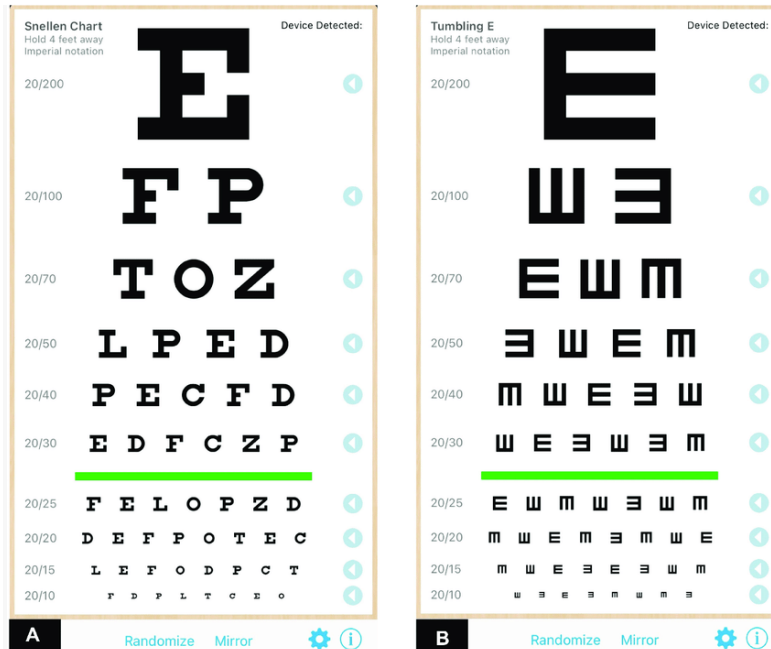 Snellen Chart
Device Detected:
Hold 4 feet away
Imperial notation
20/200 E
20/100 F P
20/70 T O Z
20/50 L P E D
20/40 P E C F D
20/30 E D F C Z P
20/25 F E L O P Z D
20/20 D E F P O T E C
20/15 L E F O D P C T
20/10 F D P L T C E O
A
Randomize Mirror
Tumbling E
Device Detected:
Hold 4 feet away
Imperial notation
20/200 E
20/100 Ш Ǝ
20/70 E Ш M
20/50 Ǝ Ш E M
20/40 M Ш E Ǝ Ш
20/30 Ш E Ǝ Ш Ǝ M
20/25 E Ш M Ш Ǝ Ш M
20/20 M Ш E M Ǝ M Ш E
20/15 M Ш E Ǝ E Ǝ Ш M
20/10
B
Randomize Mirror